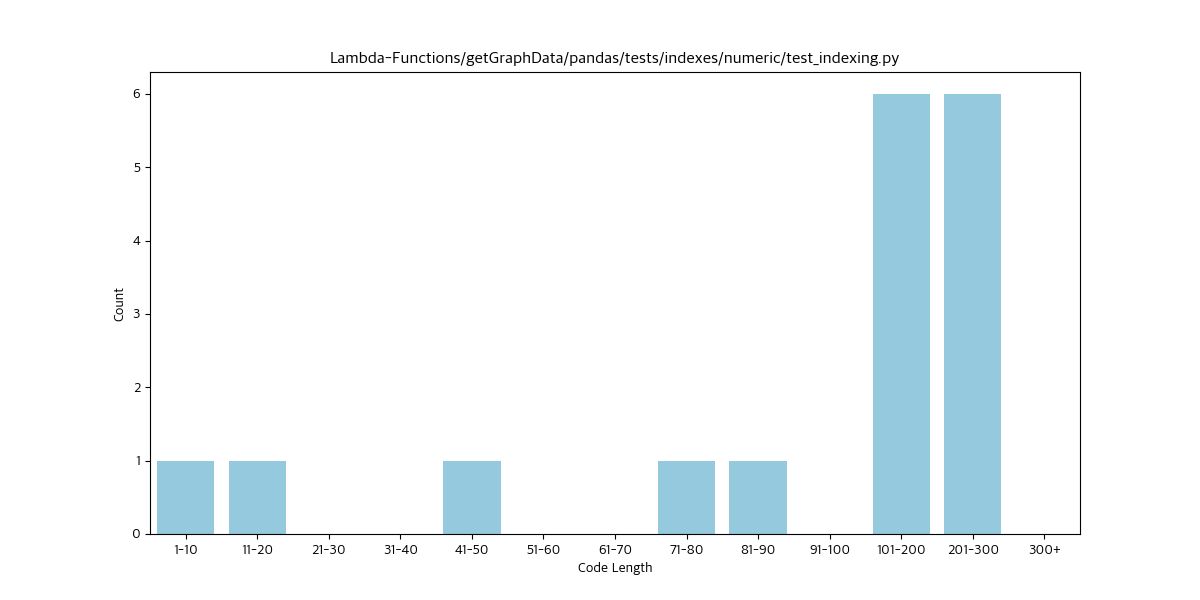 Lambda-Functions/getGraphData/pandas/tests/indexes/numeric/test_indexing.py
6
5
4
3
2
1
0
Count
1-10 11-20 21-30 31-40 41-50 51-60 61-70 71-80 81-90 91-100 101-200 201-300 300+
Code Length